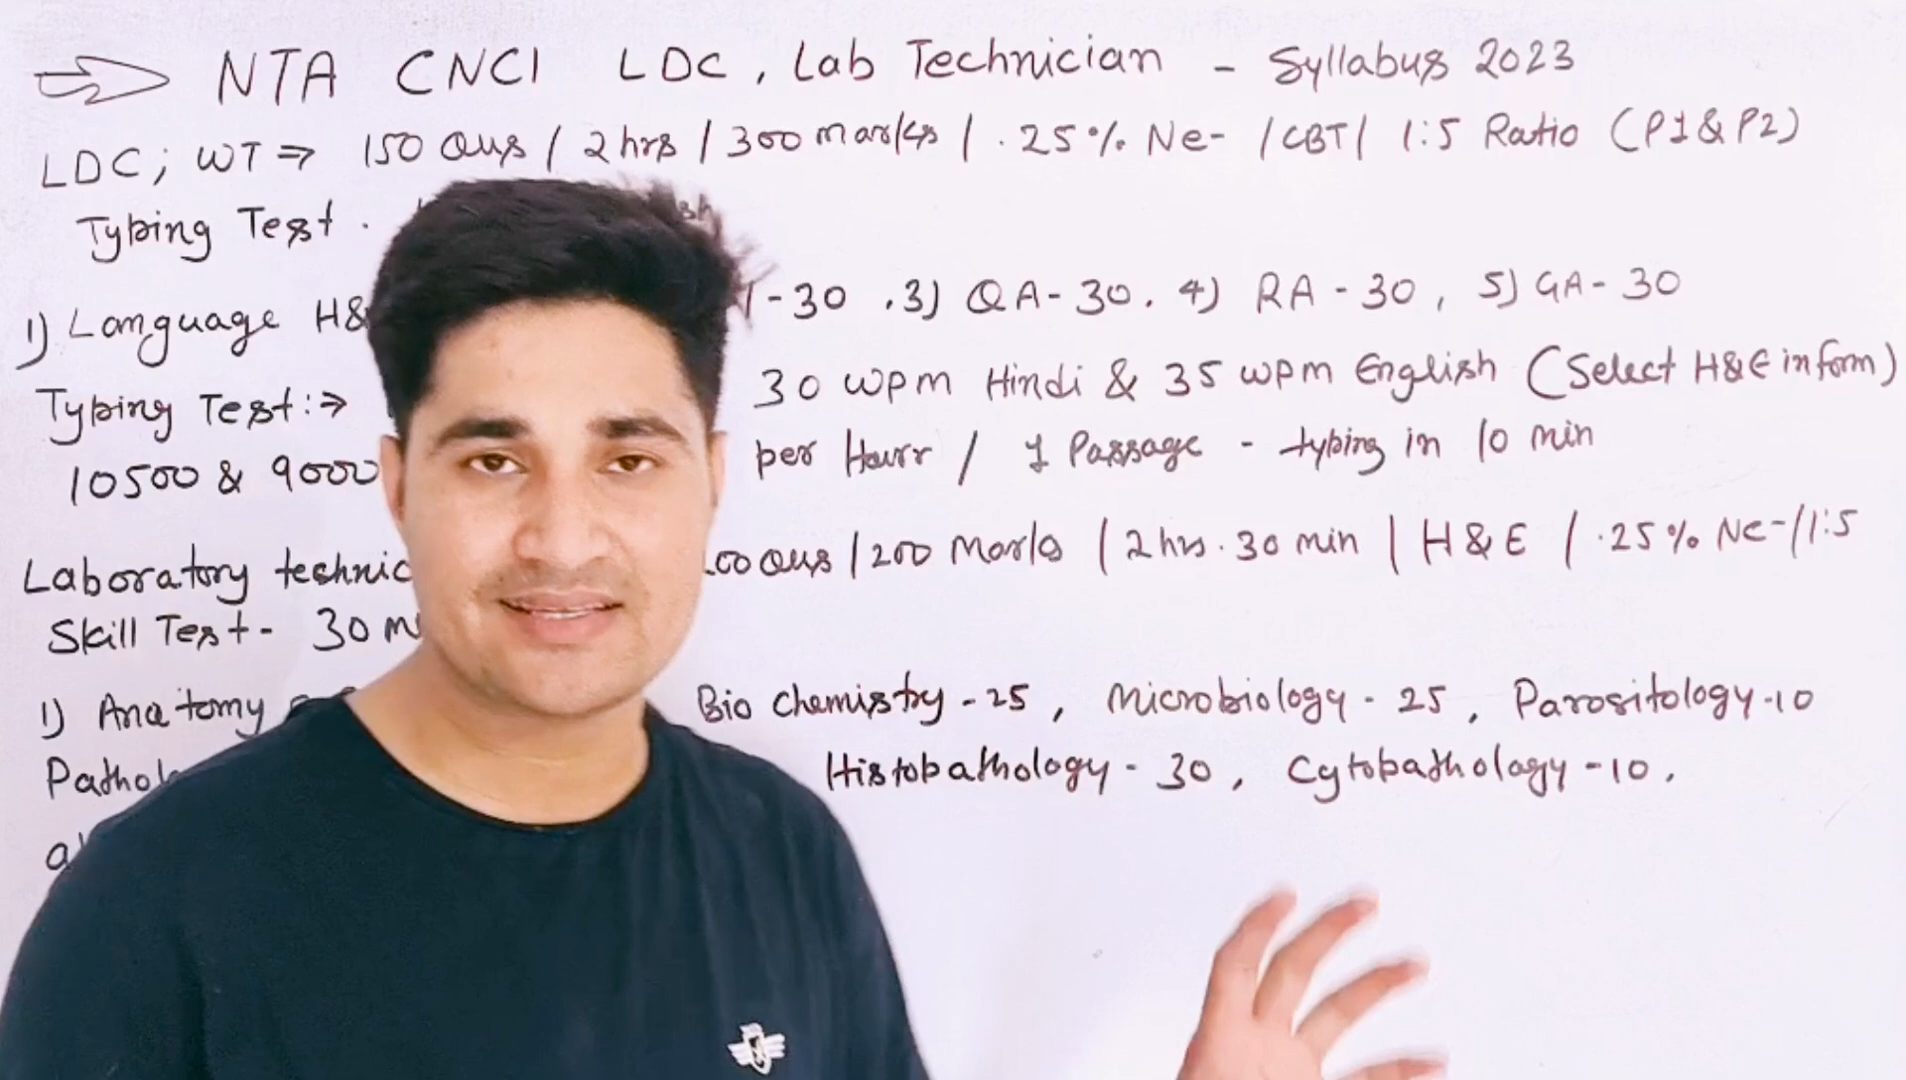 NTA CNCI LDC, Lab Technician - Syllabus 2023
LDC; WT ⇒ 150 Qus / 2 hrs / 300 marks / .25% Ne- / CBT / 1:5 Ratio (P1 & P2)
Typing Test .
1) Language H& -30 .3) QA-30. 4) RA-30, 5) GA-30
Typing Test:⇒ 30 wpm Hindi & 35 wpm English (Select H&E in form)
10500 & 9000 per Hour / 1 Passage - typing in 10 min
Laboratory technic 00 Qus / 200 Marks / 2 hrs. 30 min / H & E / .25% Ne- / 1:5
Skill Test - 30 m
1) Anatomy Bio Chemistry - 25, Microbiology - 25, Parositology-10
Pathol Histopathology - 30, Cytopathology - 10.